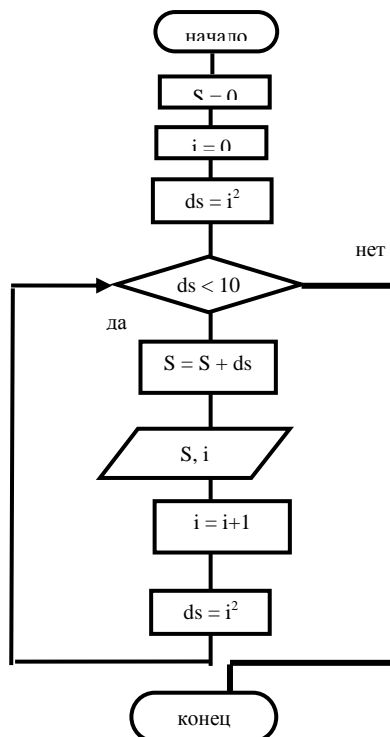 начало
S = 0
i = 0
ds = i²
нет
ds < 10
да
S = S + ds
S, i
i = i+1
ds = i²
конец